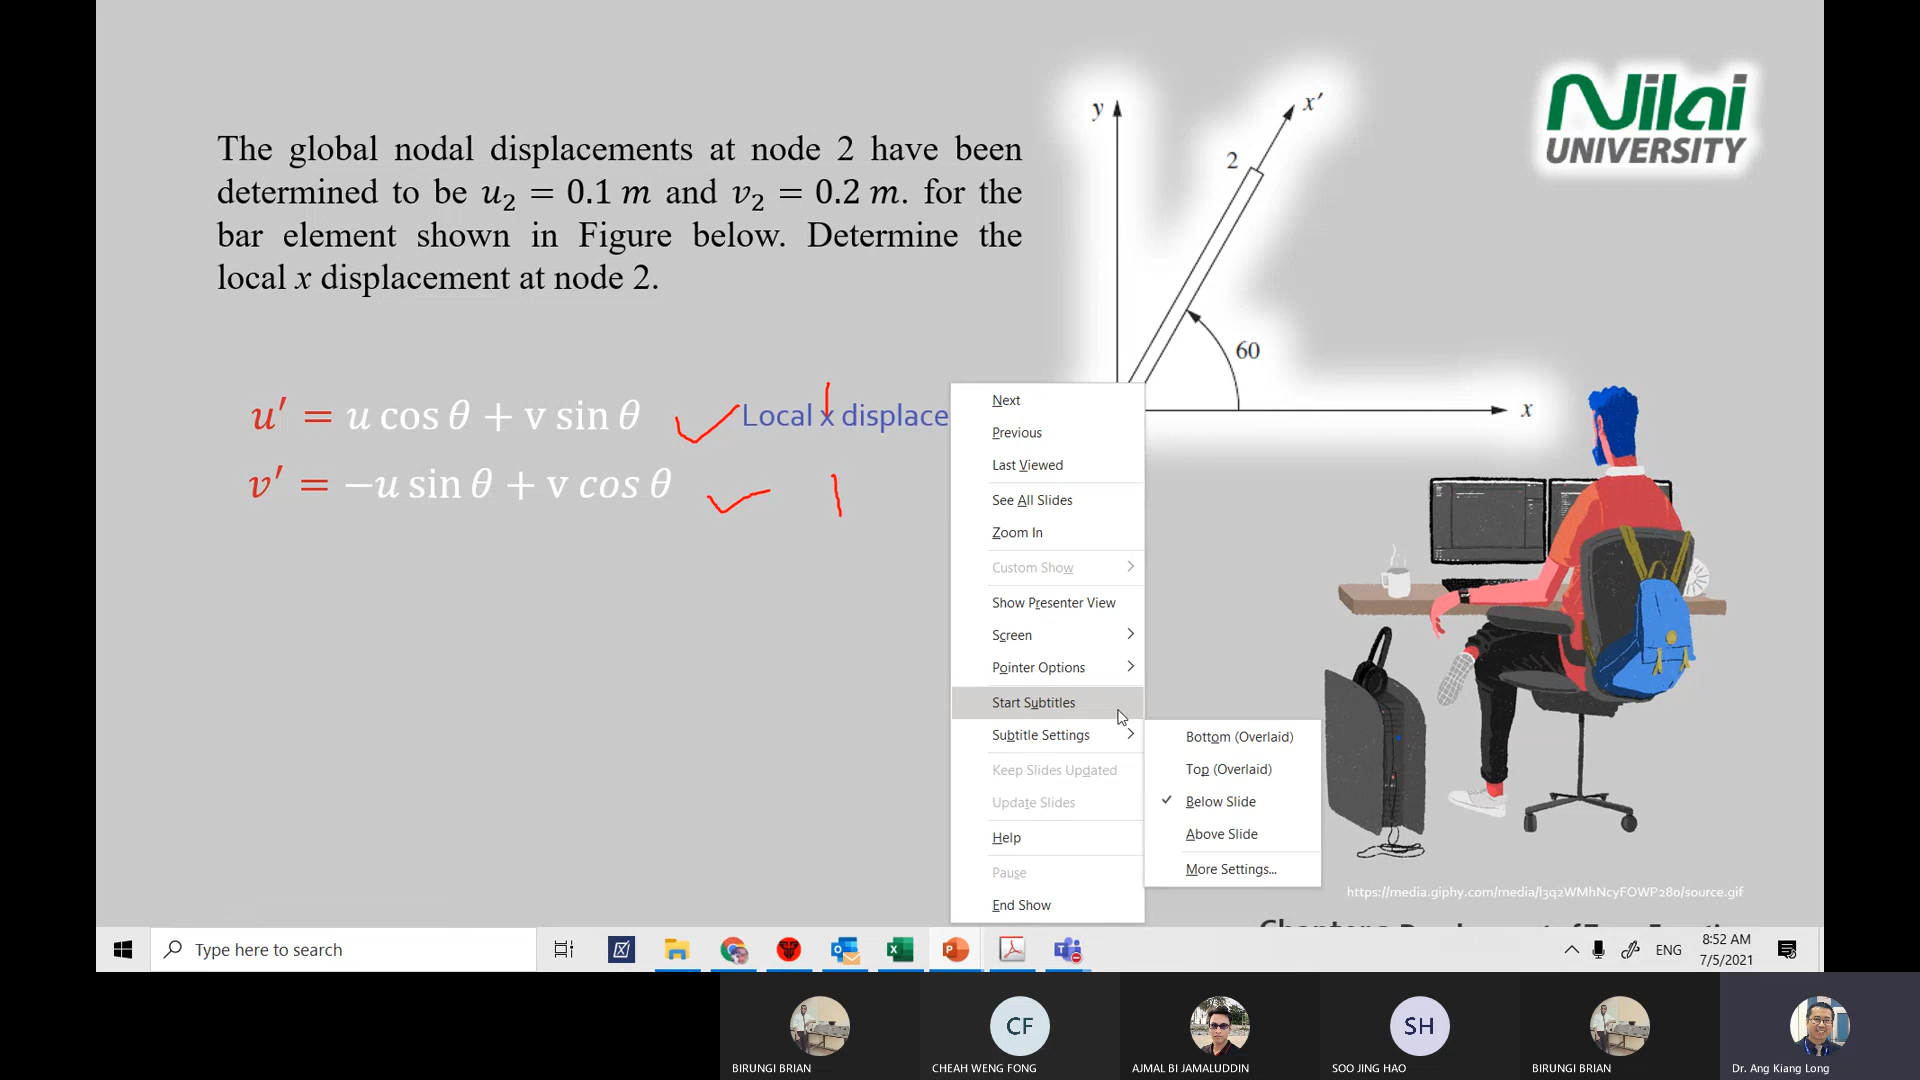 Nilai
UNIVERSITY
The global nodal displacements at node 2 have been
determined to be u₂ = 0.1 m and v₂ = 0.2 m. for the
bar element shown in Figure below. Determine the
local x displacement at node 2.
y
x′
2
60
x
u′ = u cos θ + v sin θ
Local x displace
v′ = −u sin θ + v cos θ
Next
Previous
Last Viewed
See All Slides
Zoom In
Custom Show
Show Presenter View
Screen
Pointer Options
Start Subtitles
Subtitle Settings
Keep Slides Updated
Update Slides
Help
Pause
End Show
Bottom (Overlaid)
Top (Overlaid)
Below Slide
Above Slide
More Settings...
https://media.giphy.com/media/l3q2WMhNcyFOWP280/source.gif
Type here to search
ENG
8:52 AM
7/5/2021
CF
SH
BIRUNGI BRIAN
CHEAH WENG FONG
AJMAL BI JAMALUDDIN
SOO JING HAO
BIRUNGI BRIAN
Dr. Ang Kiang Long